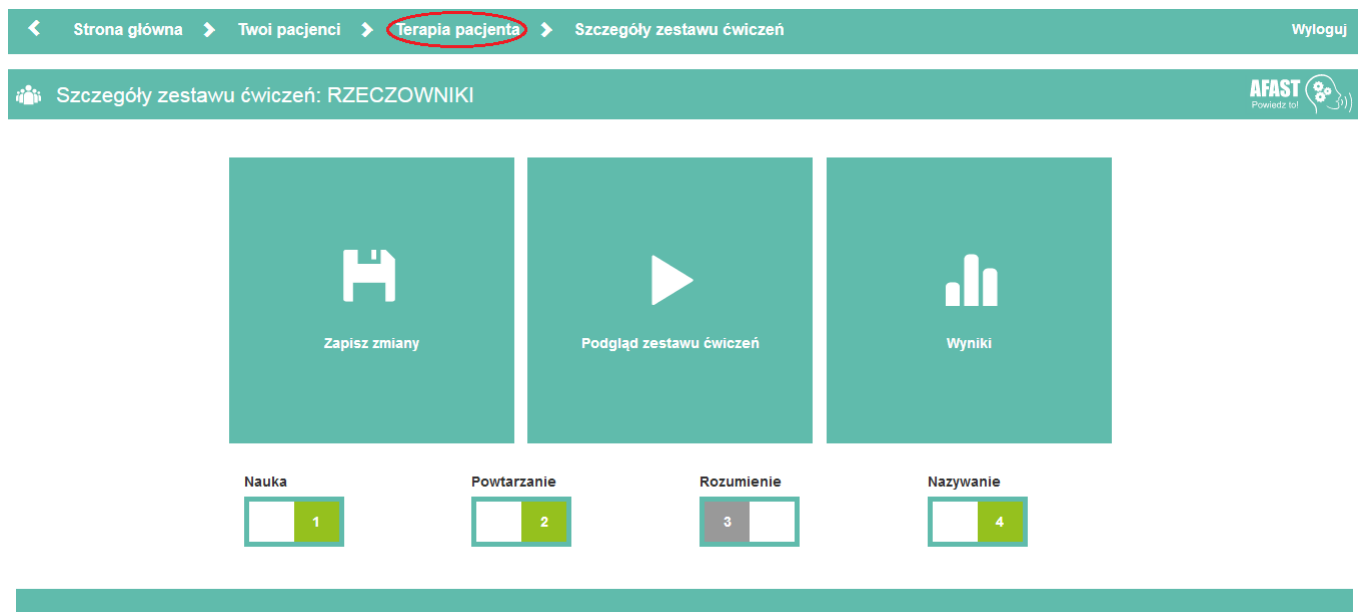 Strona główna Twoi pacjenci Terapia pacjenta Szczegóły zestawu ćwiczeń Wyloguj
Szczegóły zestawu ćwiczeń: RZECZOWNIKI
AFAST
Powiedz to!
Zapisz zmiany Podgląd zestawu ćwiczeń Wyniki
Nauka Powtarzanie Rozumienie Nazywanie
1 2 3 4